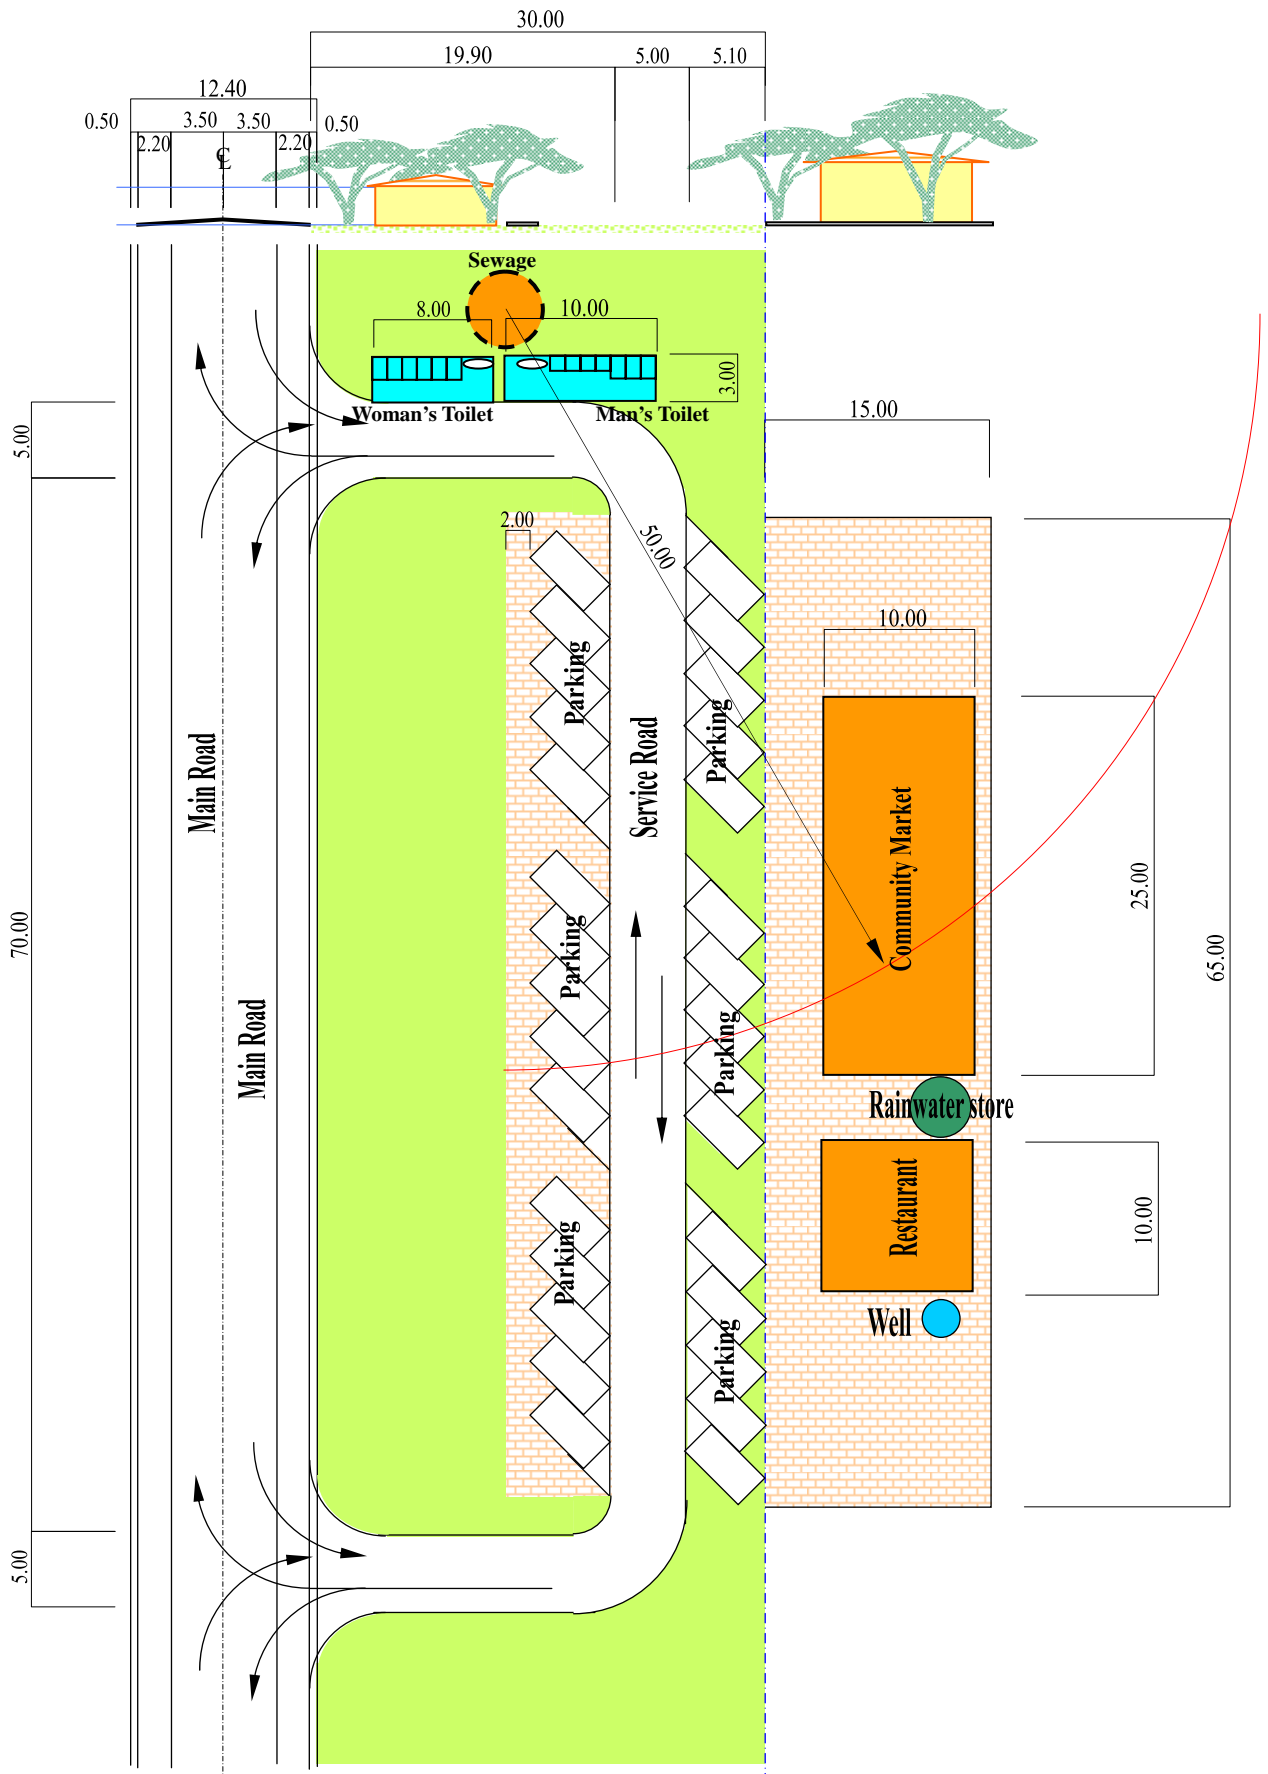 30.00
19.90
5.00
5.10
12.40
0.50
3.50
3.50
0.50
2.20
2.20
℄
Sewage
8.00
10.00
3.00
Woman's Toilet
Man's Toilet
15.00
5.00
2.00
50.00
10.00
Parking
Parking
Service Road
Main Road
Community Market
25.00
70.00
65.00
Parking
Main Road
Parking
Rainwater store
Restaurant
10.00
Parking
Well
Parking
5.00